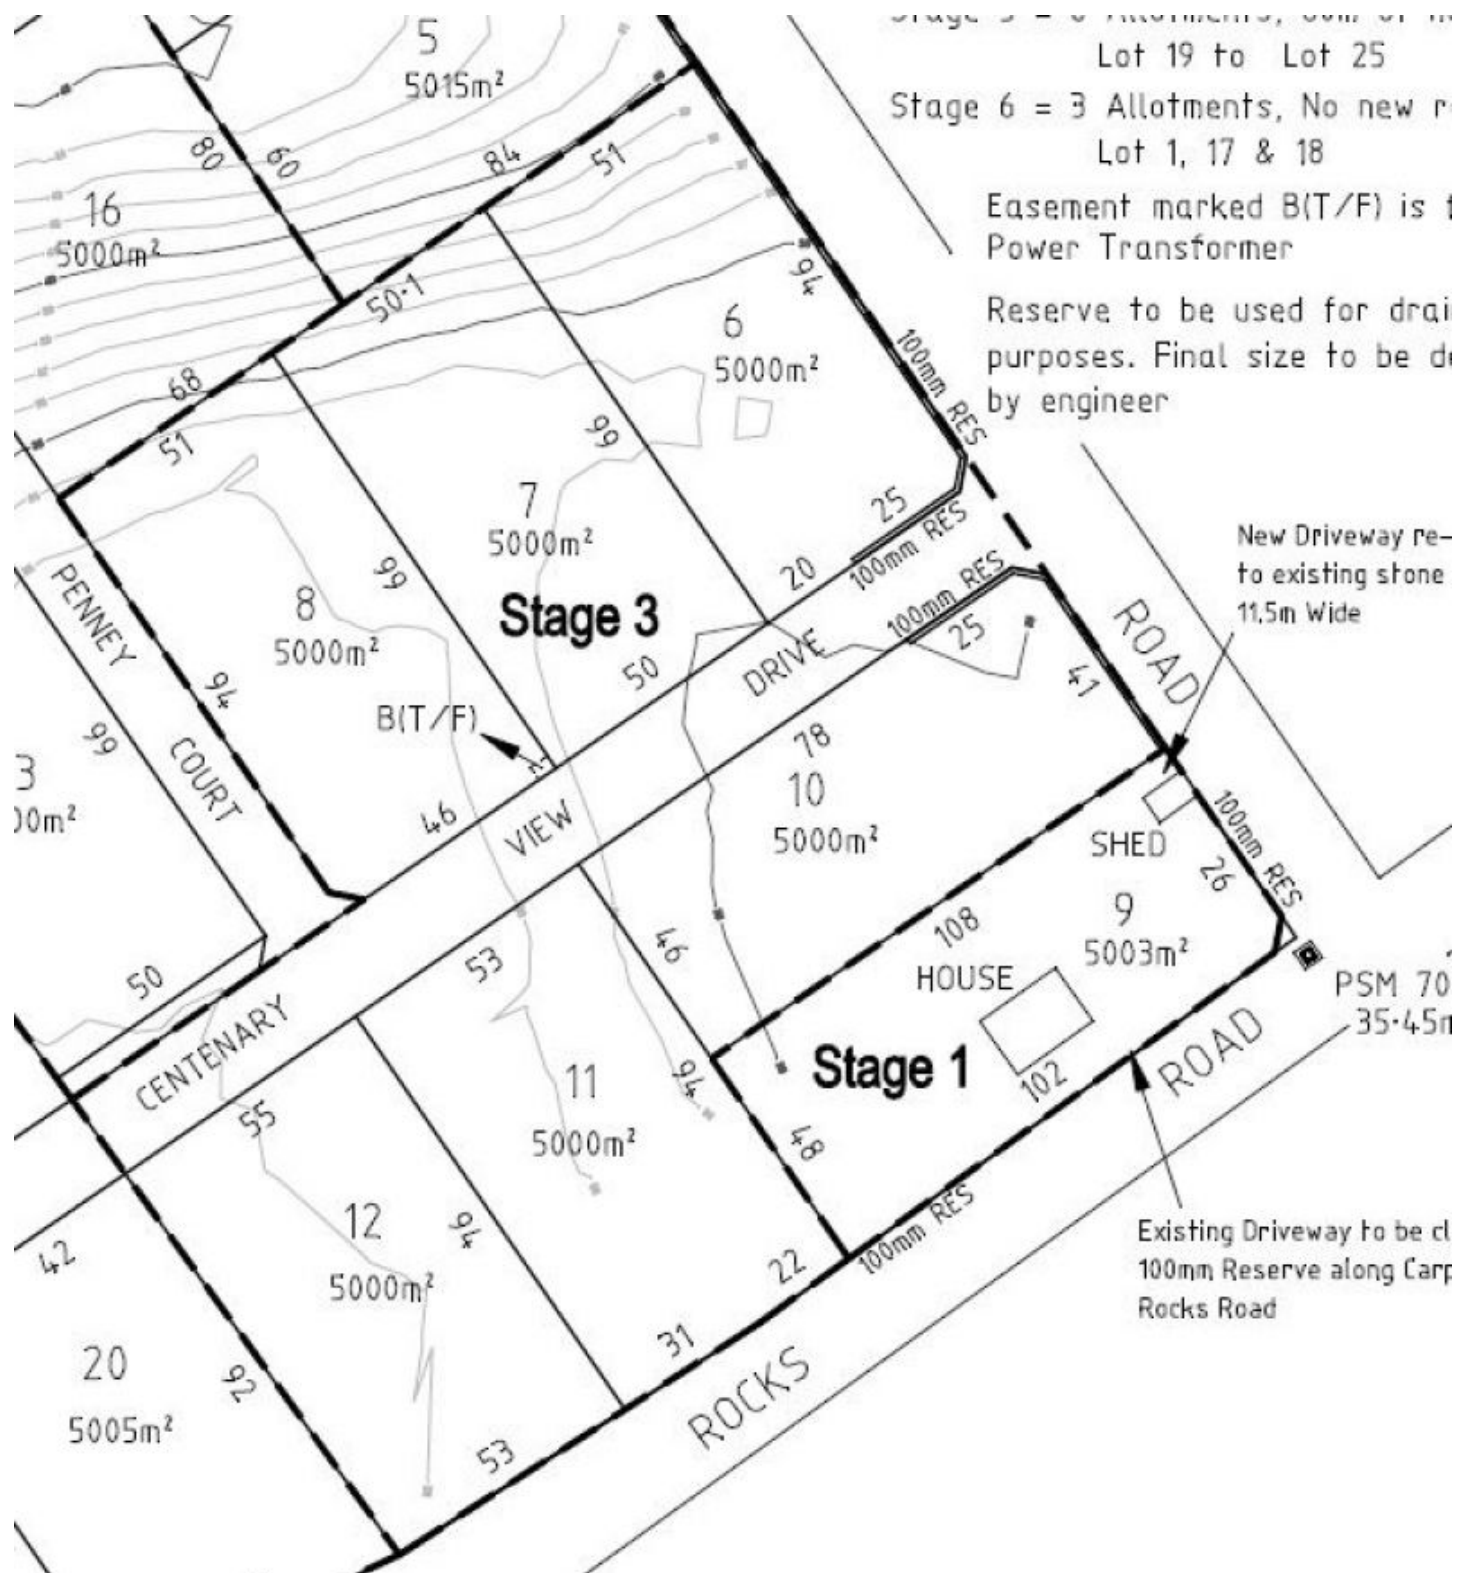 Lot 19 to Lot 25
Stage 6 = 3 Allotments, No new
Lot 1, 17 & 18
Easement marked B(T/F) is
Power Transformer
Reserve to be used for
purposes. Final size to be
by engineer
5
5015m²
80
60
84
51
16
5000m²
50·1
94
6
5000m²
100mm RES
68
51
99
7
5000m²
25
100mm RES
New Driveway re-
to existing stone
11.5m Wide
PENNEY
COURT
8
5000m²
99
Stage 3
20
100mm RES
25
ROAD
94
50
DRIVE
41
B(T/F)
99
3
78
10
5000m²
46
VIEW
SHED
100mm RES
26
9
5003m²
108
HOUSE
50
53
46
PSM 70
35·45m
CENTENARY
Stage 1
102
ROAD
55
11
5000m²
94
48
12
5000m²
94
100mm RES
22
42
Existing Driveway to be
100mm Reserve along
Rocks Road
31
20
5005m²
92
ROCKS
53